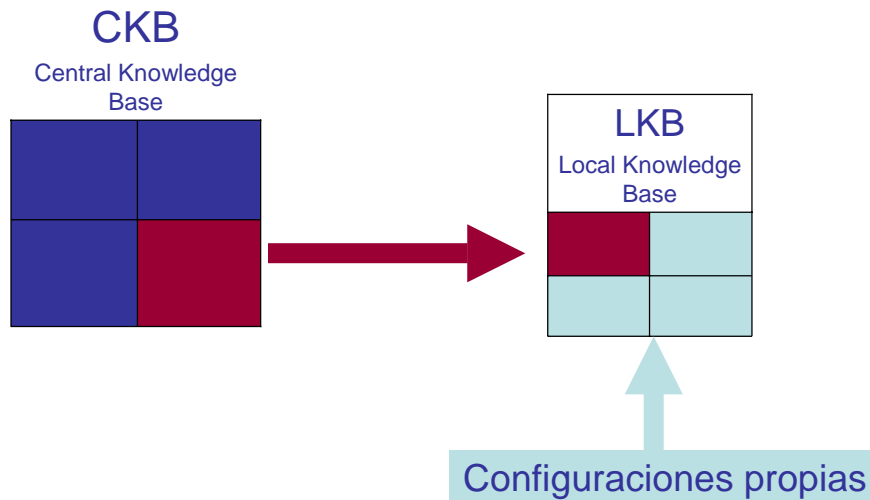 CKB
Central Knowledge
Base
LKB
Local Knowledge
Base
Configuraciones propias